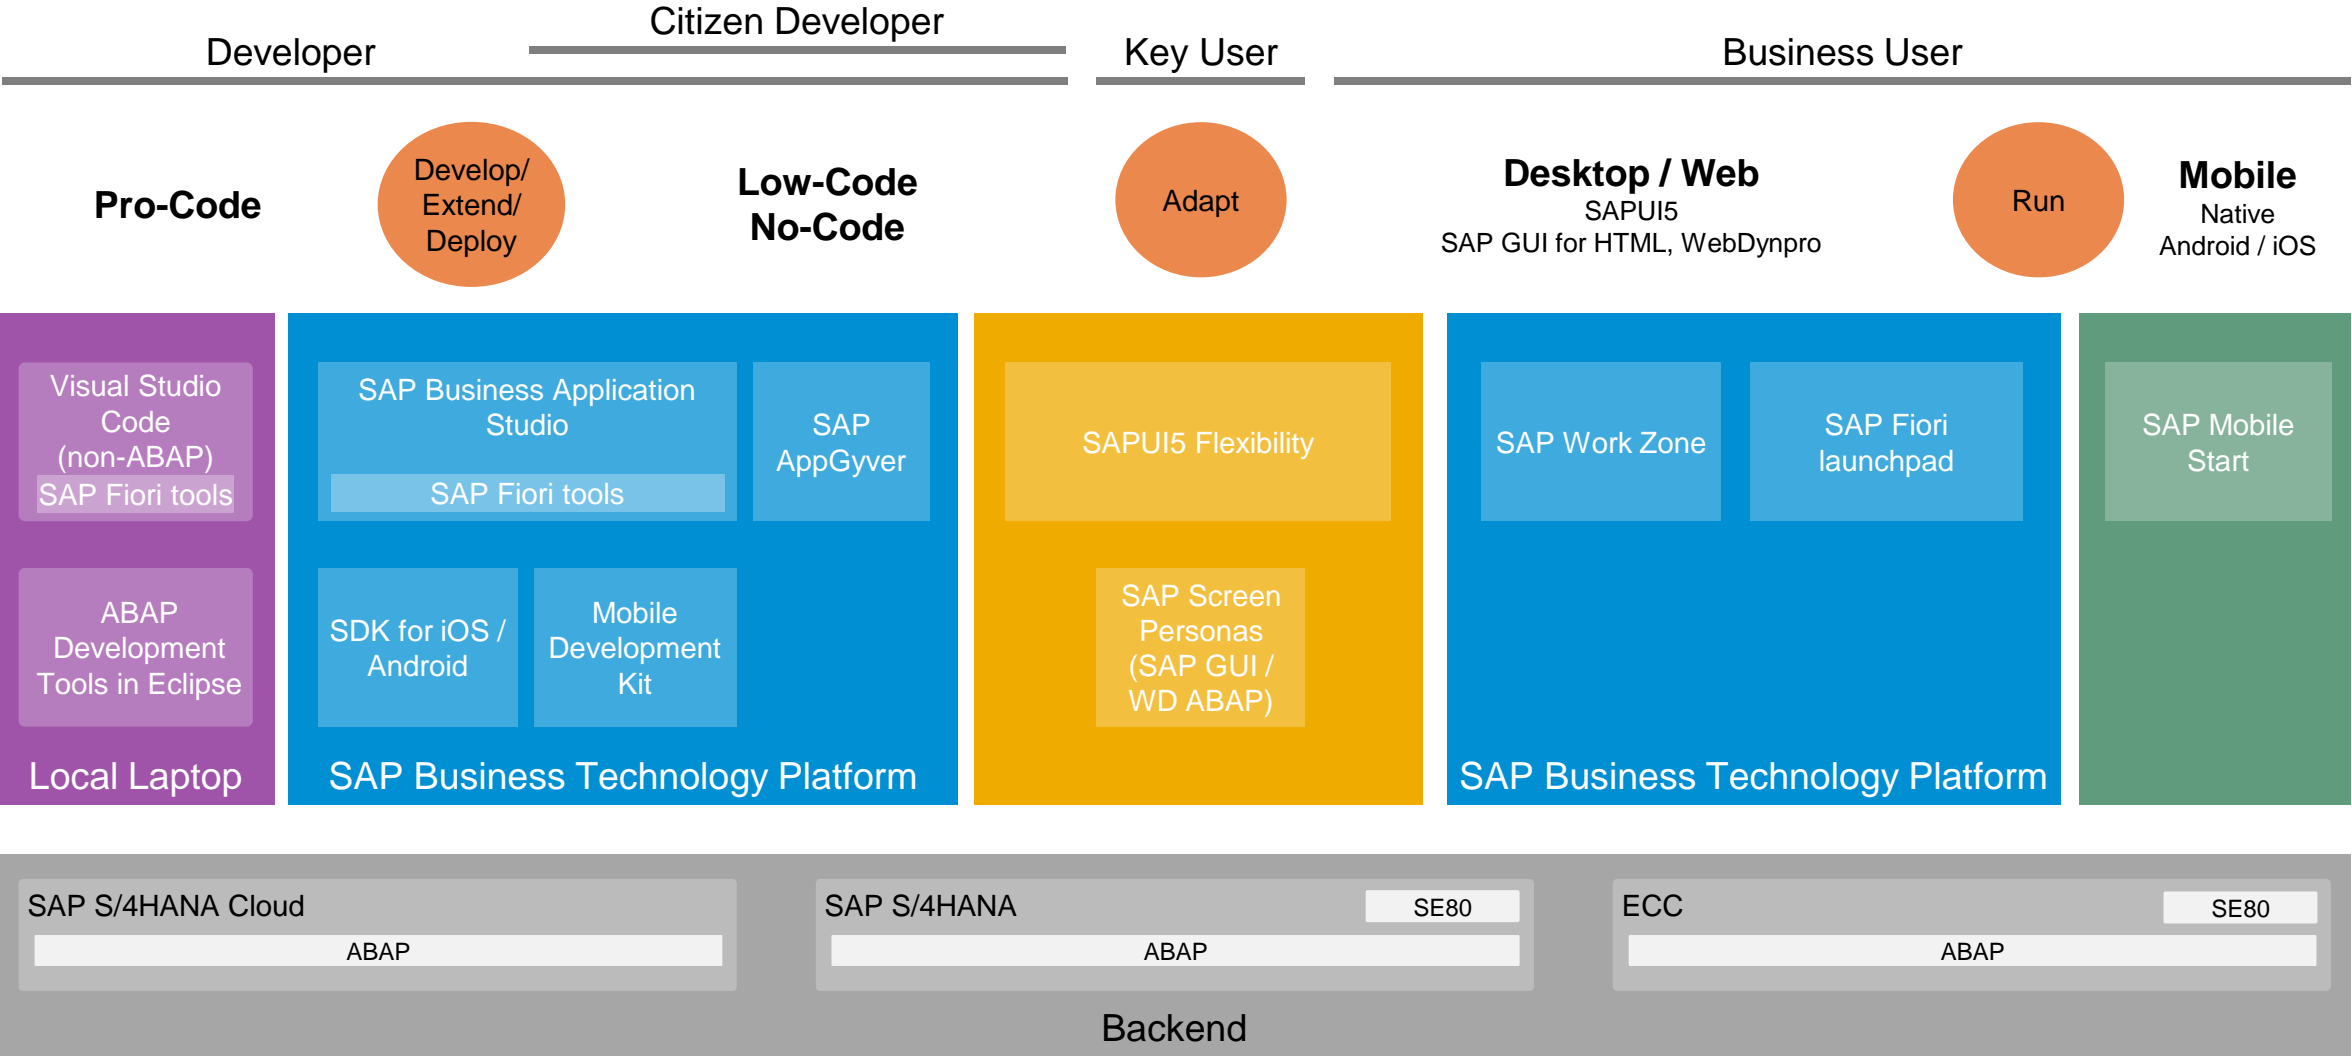 Citizen Developer
Developer
Key User
Business User
Pro-Code
Develop/
Extend/
Deploy
Low-Code
No-Code
Adapt
Desktop / Web
SAPUI5
SAP GUI for HTML, WebDynpro
Run
Mobile
Native
Android / iOS
Visual Studio
Code
(non-ABAP)
SAP Fiori tools
ABAP
Development
Tools in Eclipse
Local Laptop
SAP Business Application
Studio
SAP Fiori tools
SAP
AppGyver
SDK for iOS /
Android
Mobile
Development
Kit
SAP Business Technology Platform
SAPUI5 Flexibility
SAP Screen
Personas
(SAP GUI /
WD ABAP)
SAP Work Zone
SAP Fiori
launchpad
SAP Business Technology Platform
SAP Mobile
Start
SAP S/4HANA Cloud
ABAP
SAP S/4HANA
SE80
ABAP
ECC
SE80
ABAP
Backend